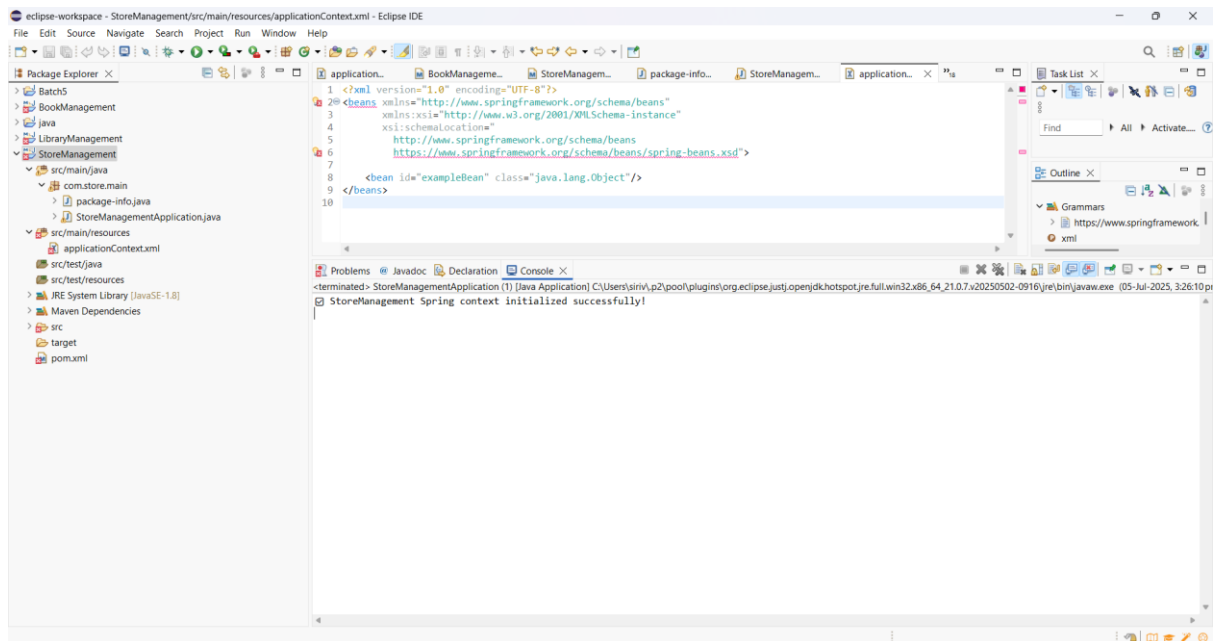 eclipse-workspace - StoreManagement/src/main/resources/applicationContext.xml - Eclipse IDE
File Edit Source Navigate Search Project Run Window Help
Package Explorer
Batch5
BookManagement
java
LibraryManagement
StoreManagement
src/main/java
com.store.main
package-info.java
StoreManagementApplication.java
src/main/resources
applicationContext.xml
src/test/java
src/test/resources
JRE System Library [JavaSE-1.8]
Maven Dependencies
src
target
pom.xml
application... BookManageme... StoreManagem... package-info... StoreManagem... application... 18
1 <?xml version="1.0" encoding="UTF-8"?>
2 <beans xmlns="http://www.springframework.org/schema/beans"
3 xmlns:xsi="http://www.w3.org/2001/XMLSchema-instance"
4 xsi:schemaLocation="
5 http://www.springframework.org/schema/beans
6 https://www.springframework.org/schema/beans/spring-beans.xsd">
7
8 <bean id="exampleBean" class="java.lang.Object"/>
9 </beans>
10
Task List
Find All Activate...
Outline
Grammars
https://www.springframework.
xml
Problems Javadoc Declaration Console
<terminated> StoreManagementApplication (1) [Java Application] C:\Users\siriv\.p2\pool\plugins\org.eclipse.justj.openjdk.hotspot.jre.full.win32.x86_64_21.0.7.v20250502-0916\jre\bin\javaw.exe (05-Jul-2025, 3:26:10 pr
StoreManagement Spring context initialized successfully!